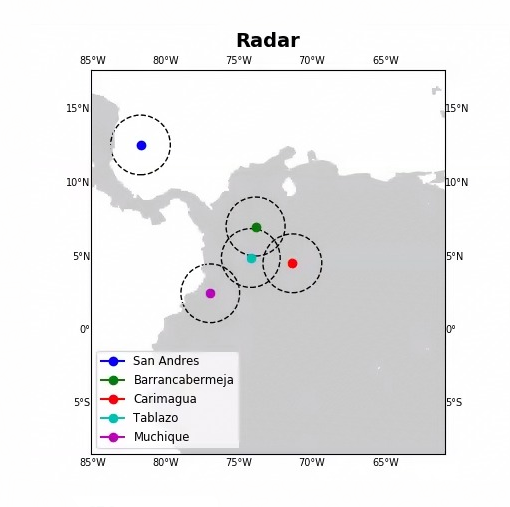 Radar
85°W 80°W 75°W 70°W 65°W
15°N 15°N
10°N 10°N
5°N 5°N
0° 0°
5°S 5°S
San Andres
Barrancabermeja
Carimagua
Tablazo
Muchique
85°W 80°W 75°W 70°W 65°W